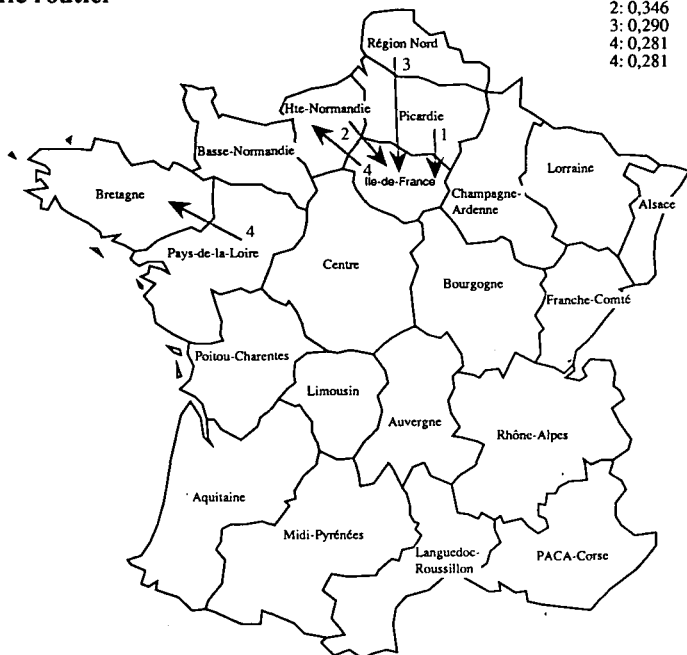 2: 0,346
3: 0,290
4: 0,281
4: 0,281
Région Nord
3
Hte-Normandie
Picardie
2
1
Basse-Normandie
4
Ile-de-France
Lorraine
Bretagne
Champagne-
Ardenne
Alsace
4
Pays-de-la-Loire
Centre
Bourgogne
Franche-Comté
Poitou-Charentes
Limousin
Auvergne
Rhône-Alpes
Aquitaine
Midi-Pyrénées
Languedoc-
Roussillon
PACA-Corse